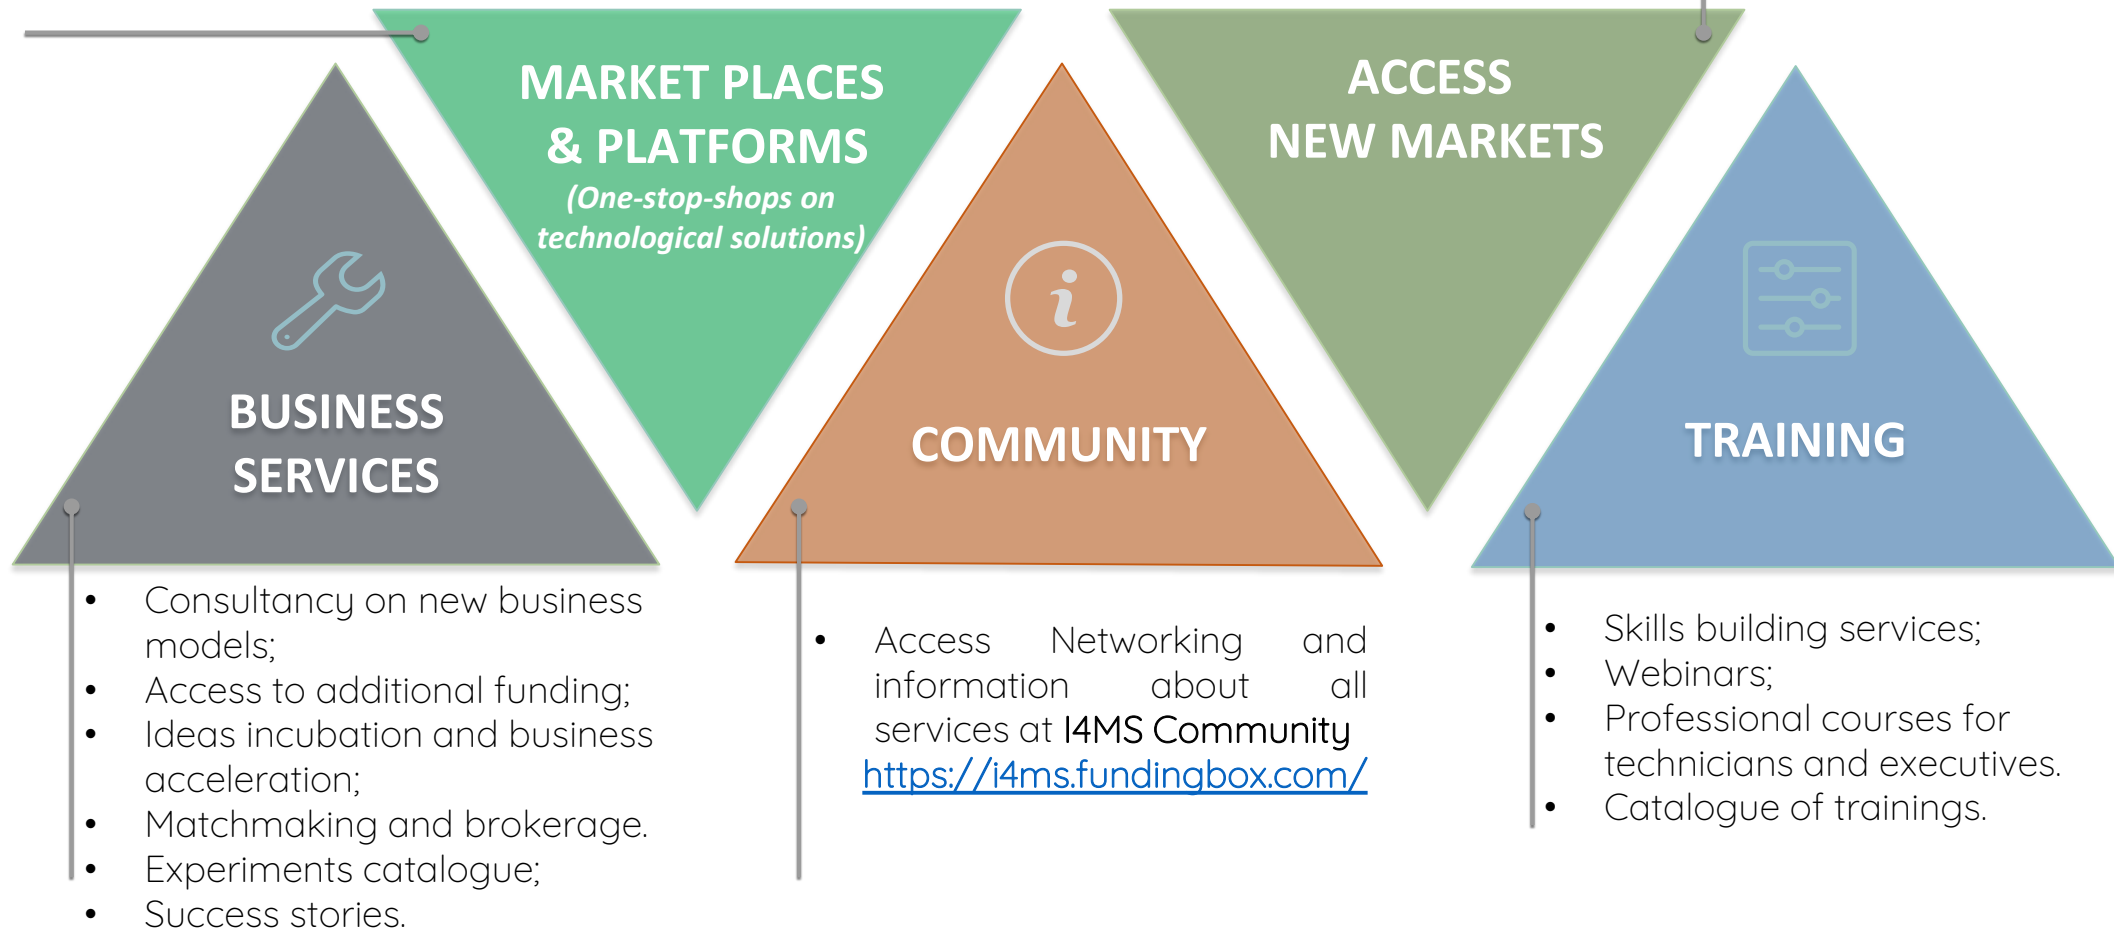 MARKET PLACES
& PLATFORMS
(One-stop-shops on
technological solutions)
ACCESS
NEW MARKETS
BUSINESS
SERVICES
i
COMMUNITY
TRAINING
• Consultancy on new business
models;
• Access to additional funding;
• Ideas incubation and business
acceleration;
• Matchmaking and brokerage.
• Experiments catalogue;
• Success stories.
• Access Networking and
information about all
services at I4MS Community
https://i4ms.fundingbox.com/
• Skills building services;
• Webinars;
• Professional courses for
technicians and executives.
• Catalogue of trainings.